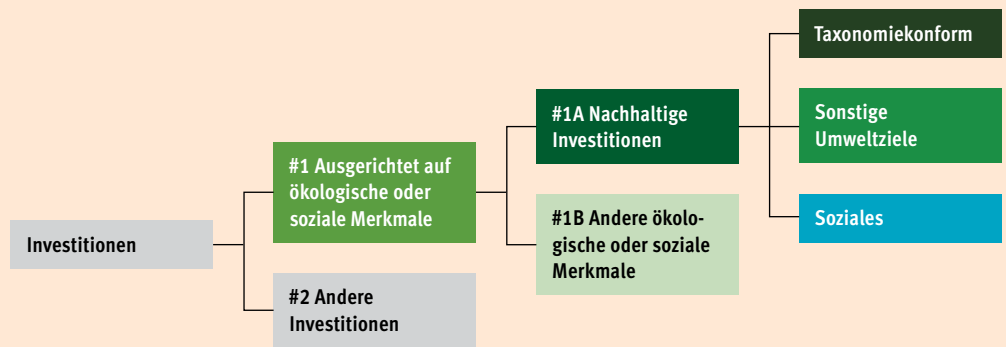 Investitionen
#1 Ausgerichtet auf
ökologische oder
soziale Merkmale
#2 Andere
Investitionen
#1A Nachhaltige
Investitionen
#1B Andere ökolo-
gische oder soziale
Merkmale
Taxonomiekonform
Sonstige
Umweltziele
Soziales